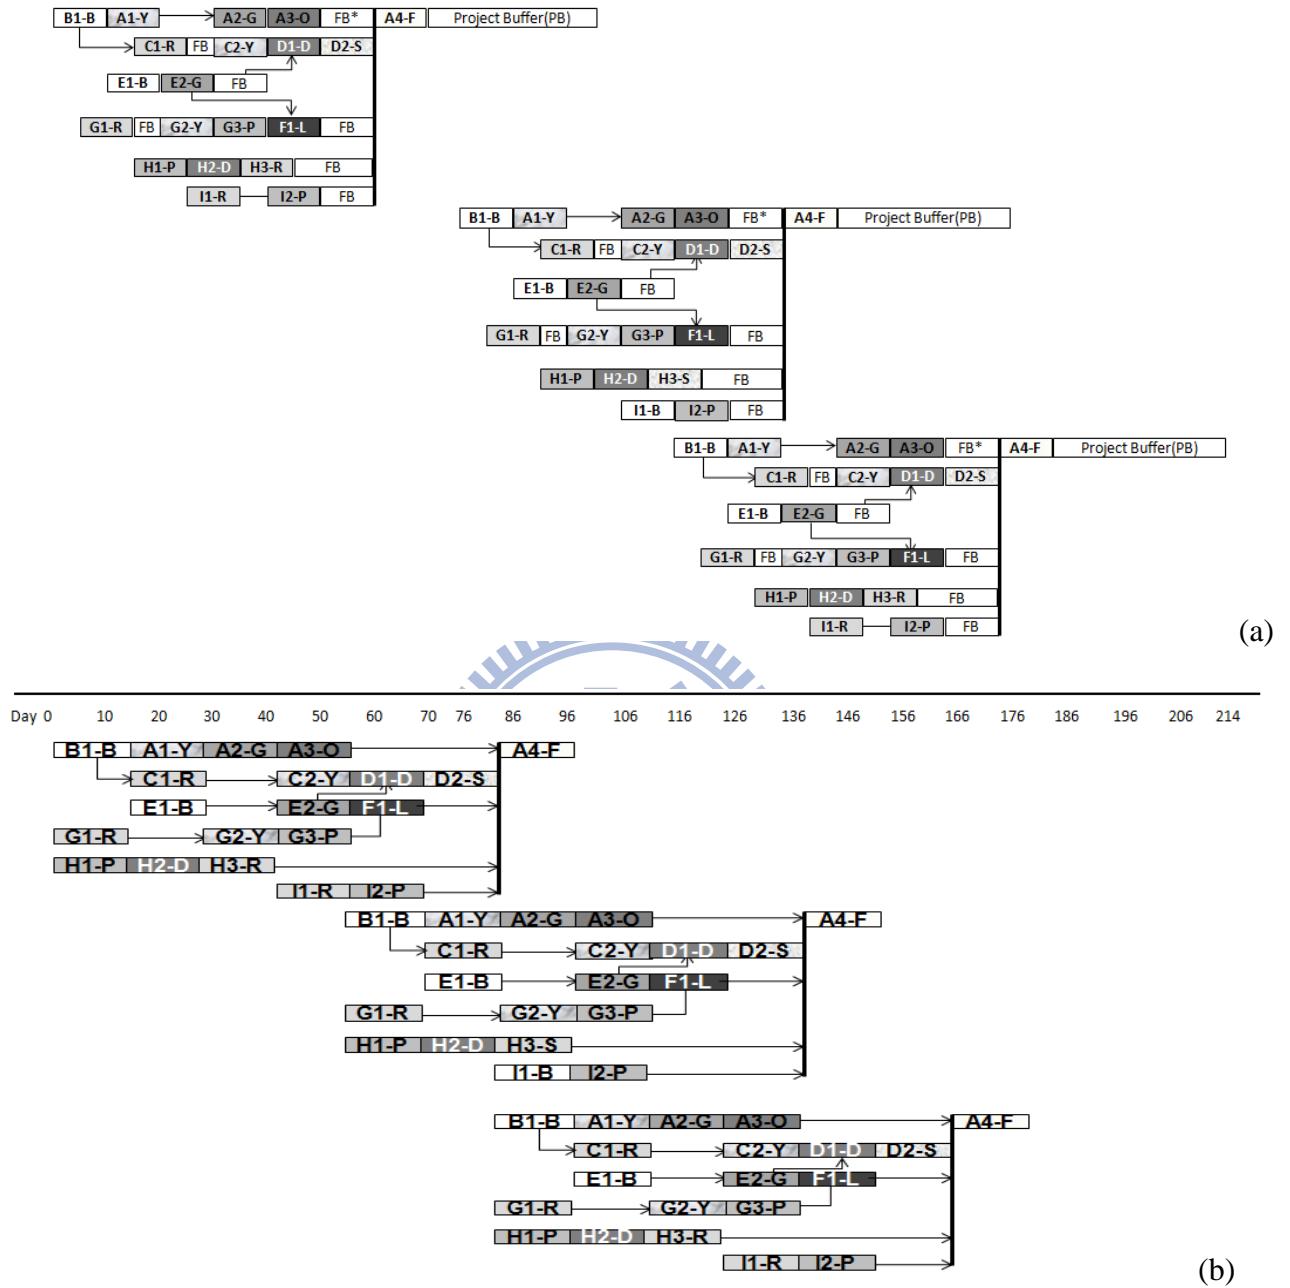 B1-B A1-Y A2-G A3-O FB* A4-F Project Buffer(PB)
C1-R FB C2-Y D1-D D2-S
E1-B E2-G FB
G1-R FB G2-Y G3-P F1-L FB
H1-P H2-D H3-R FB
I1-R I2-P FB
B1-B A1-Y A2-G A3-O FB* A4-F Project Buffer(PB)
C1-R FB C2-Y D1-D D2-S
E1-B E2-G FB
G1-R FB G2-Y G3-P F1-L FB
H1-P H2-D H3-S FB
I1-B I2-P FB
B1-B A1-Y A2-G A3-O FB* A4-F Project Buffer(PB)
C1-R FB C2-Y D1-D D2-S
E1-B E2-G FB
G1-R FB G2-Y G3-P F1-L FB
H1-P H2-D H3-R FB
I1-R I2-P FB
(a)
Day 0 10 20 30 40 50 60 70 76 86 96 106 116 126 136 146 156 166 176 186 196 206 214
B1-B A1-Y A2-G A3-O A4-F
C1-R C2-Y D1-D D2-S
E1-B E2-G F1-L
G1-R G2-Y G3-P
H1-P H2-D H3-R
I1-R I2-P
B1-B A1-Y A2-G A3-O A4-F
C1-R C2-Y D1-D D2-S
E1-B E2-G F1-L
G1-R G2-Y G3-P
H1-P H2-D H3-S
I1-B I2-P
B1-B A1-Y A2-G A3-O A4-F
C1-R C2-Y D1-D D2-S
E1-B E2-G F1-L
G1-R G2-Y G3-P
H1-P H2-D H3-R
I1-R I2-P
(b)